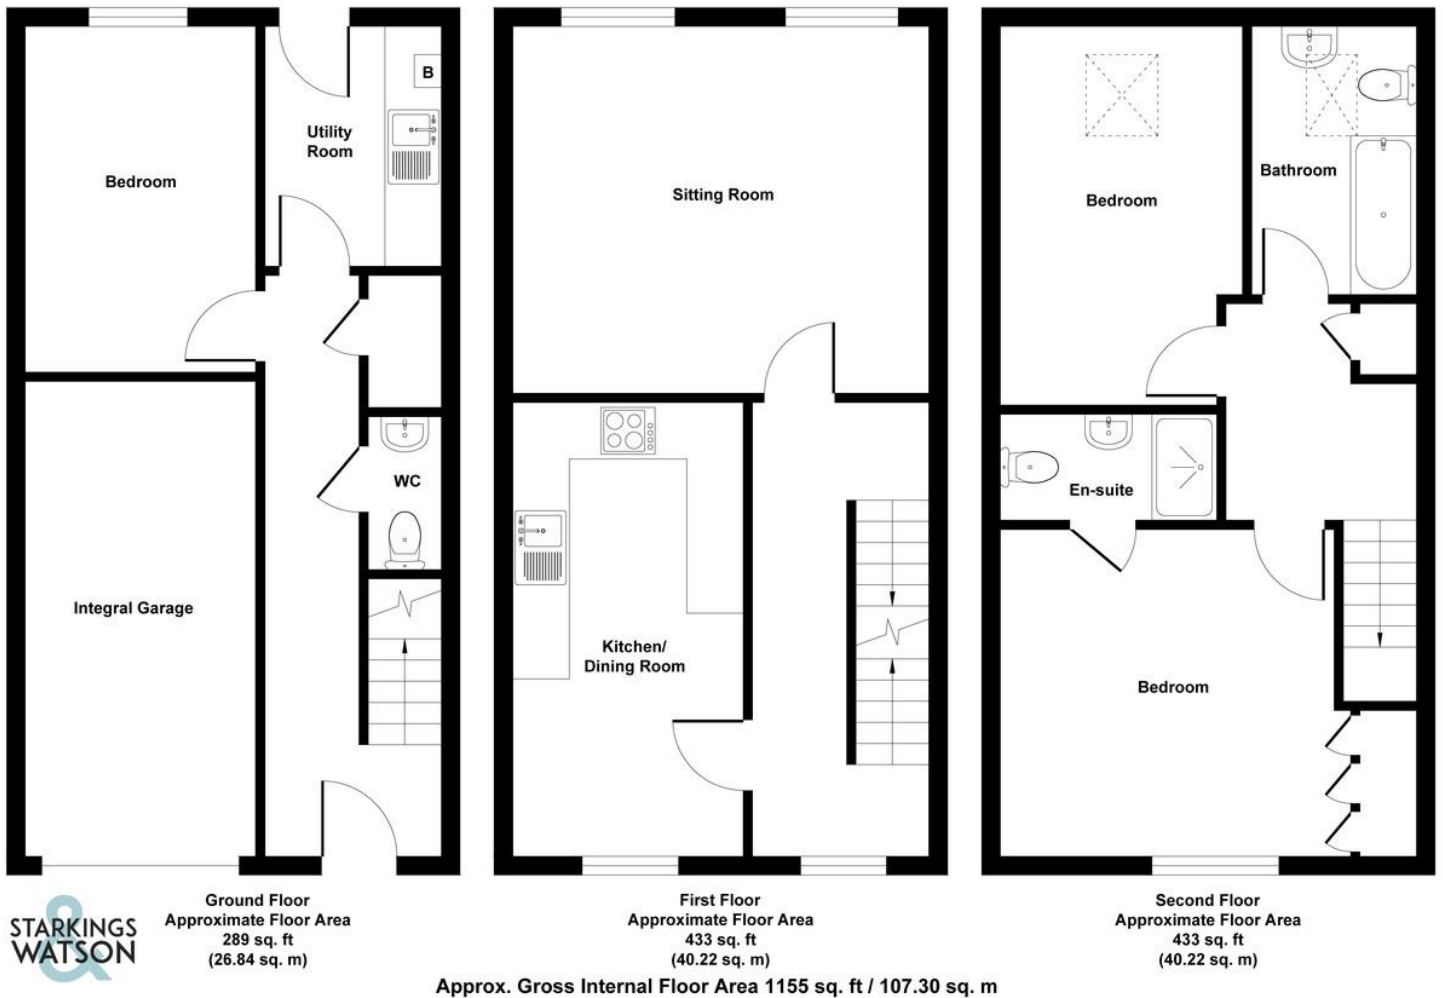 Bedroom
Utility
Room
B
WC
Integral Garage
Sitting Room
Kitchen/
Dining Room
Bedroom
Bathroom
En-suite
Bedroom
Ground Floor
Approximate Floor Area
289 sq. ft
(26.84 sq. m)
First Floor
Approximate Floor Area
433 sq. ft
(40.22 sq. m)
Second Floor
Approximate Floor Area
433 sq. ft
(40.22 sq. m)
STARKINGS
&
WATSON
Approx. Gross Internal Floor Area 1155 sq. ft / 107.30 sq. m